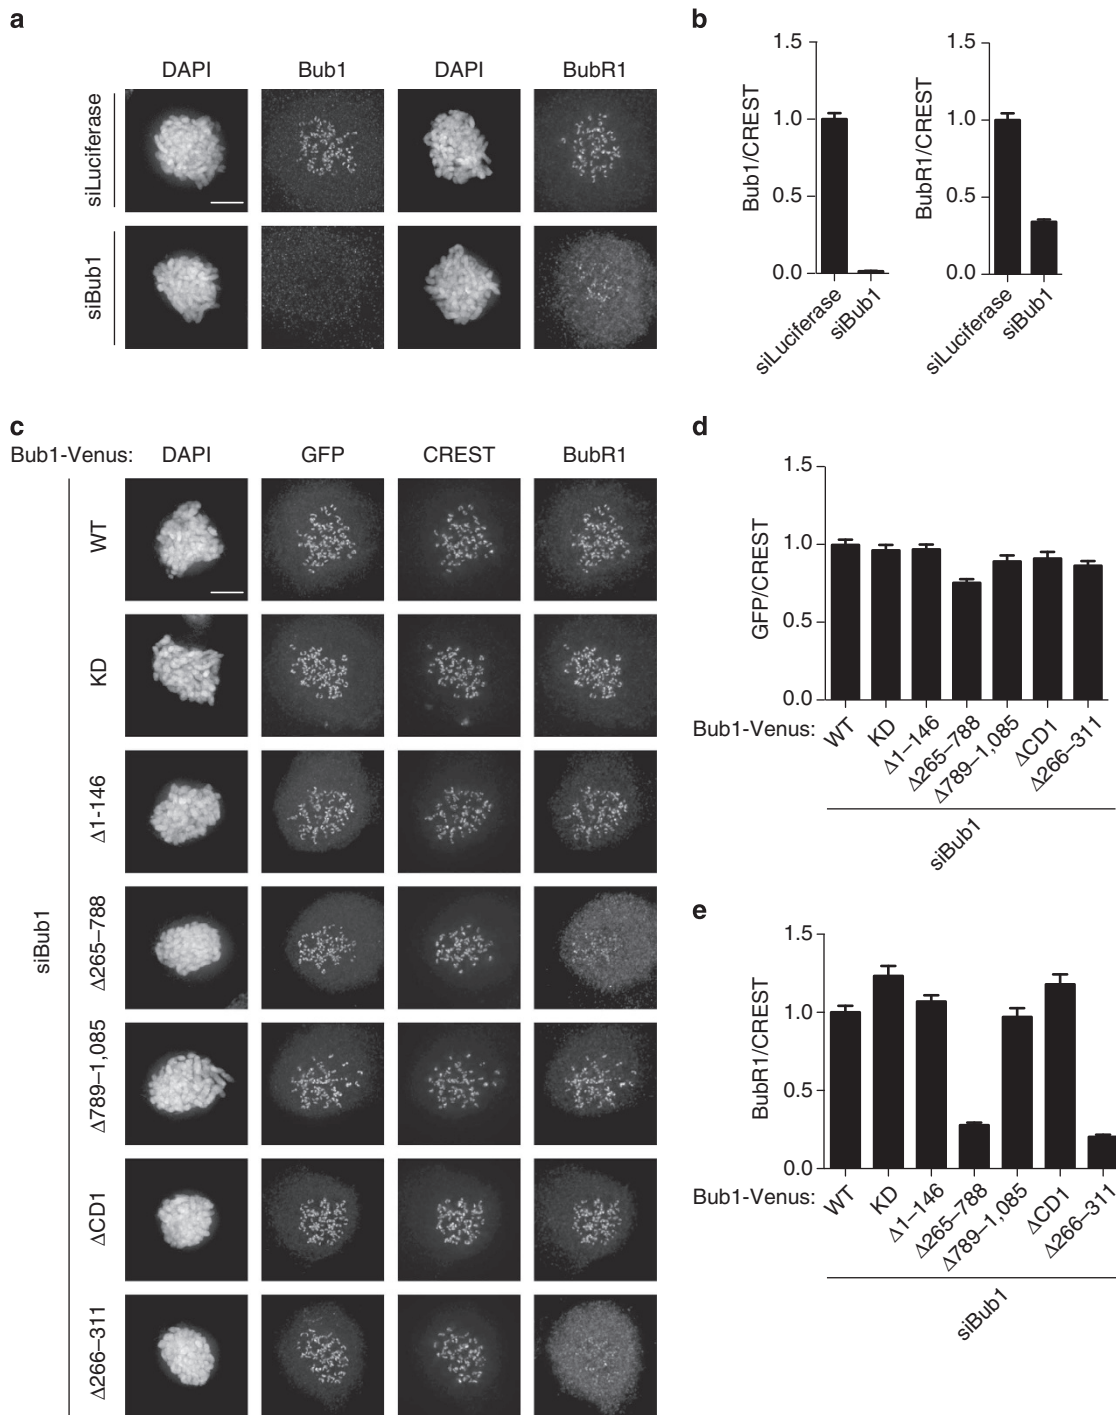 a
DAPI Bub1 DAPI BubR1
siLuciferase
siBub1
b
1.5
1.0
0.5
0.0
Bub1/CREST
siLuciferase
siBub1
1.5
1.0
0.5
0.0
BubR1/CREST
siLuciferase
siBub1
c
Bub1-Venus: DAPI GFP CREST BubR1
siBub1
WT
KD
Δ1–146
Δ265–788
Δ789–1,085
ΔCD1
Δ266–311
d
1.5
1.0
0.5
0.0
GFP/CREST
Bub1-Venus: WT KD Δ1–146 Δ265–788 Δ789–1,085 ΔCD1 Δ266–311
siBub1
e
1.5
1.0
0.5
0.0
BubR1/CREST
Bub1-Venus: WT KD Δ1–146 Δ265–788 Δ789–1,085 ΔCD1 Δ266–311
siBub1